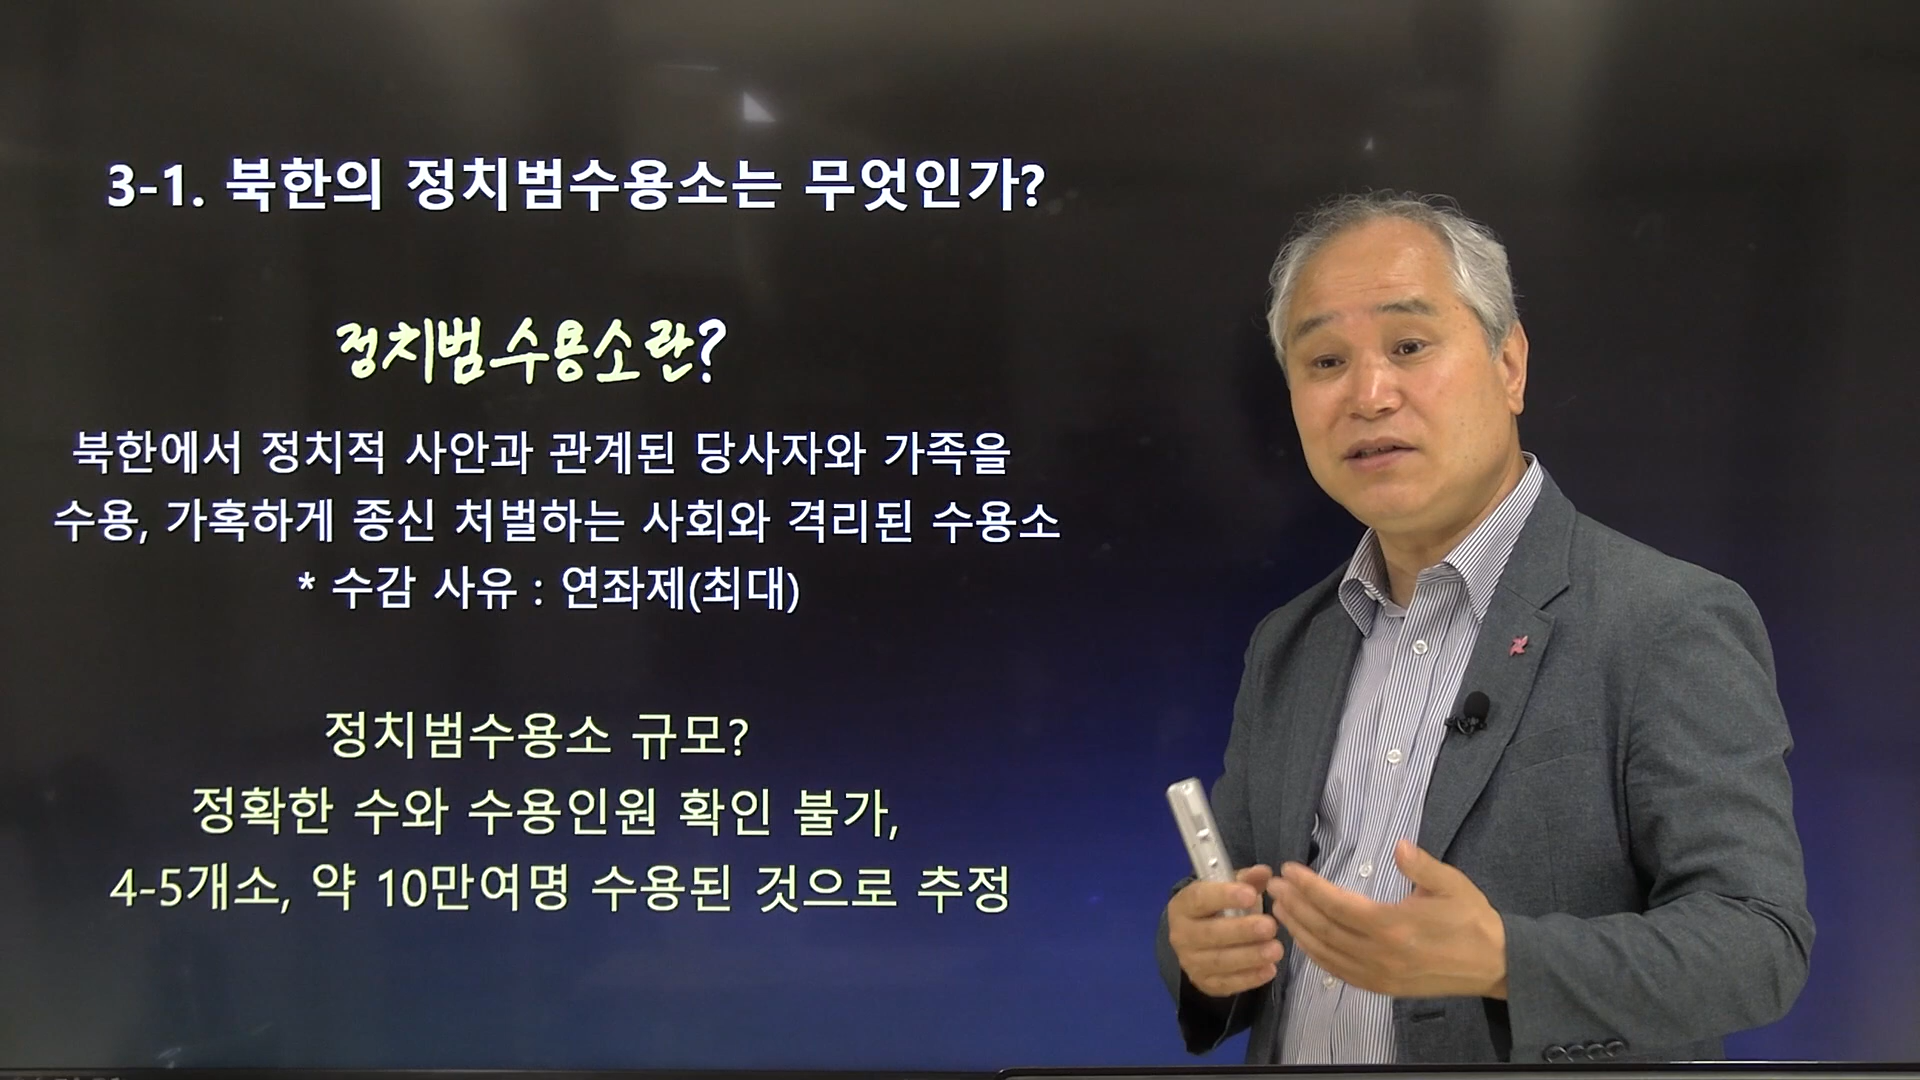 3-1. 북한의 정치범수용소는 무엇인가?
정치범수용소란?
북한에서 정치적 사안과 관계된 당사자와 가족을
수용, 가혹하게 종신 처벌하는 사회와 격리된 수용소
* 수감 사유 : 연좌제(최대)
정치범수용소 규모?
정확한 수와 수용인원 확인 불가,
4-5개소, 약 10만여명 수용된 것으로 추정